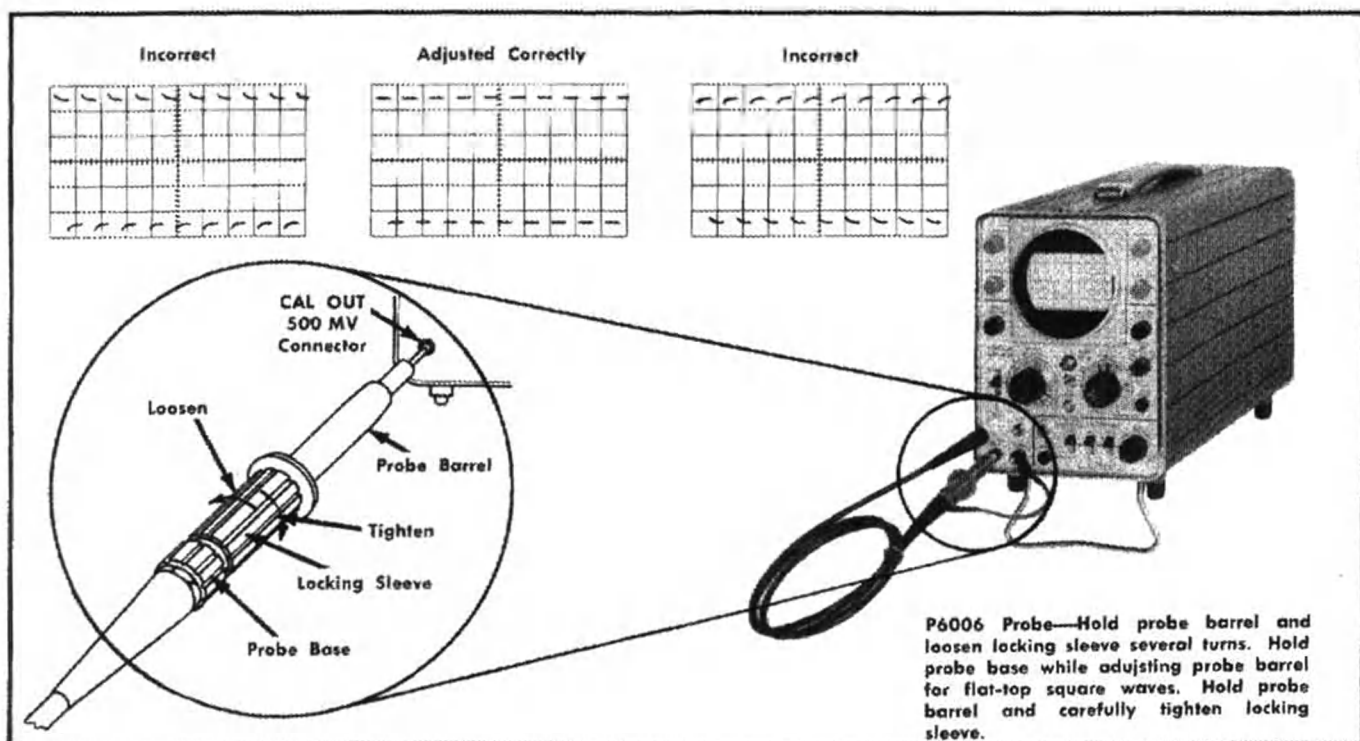 Incorrect
Adjusted Correctly
Incorrect
CAL OUT
500 MV
Connector
Loosen
Probe Barrel
Tighten
Locking Sleeve
Probe Base
P6006 Probe—Hold probe barrel and
loosen locking sleeve several turns. Hold
probe base while adujsting probe barrel
for flat-top square waves. Hold probe
barrel and carefully tighten locking
sleeve.